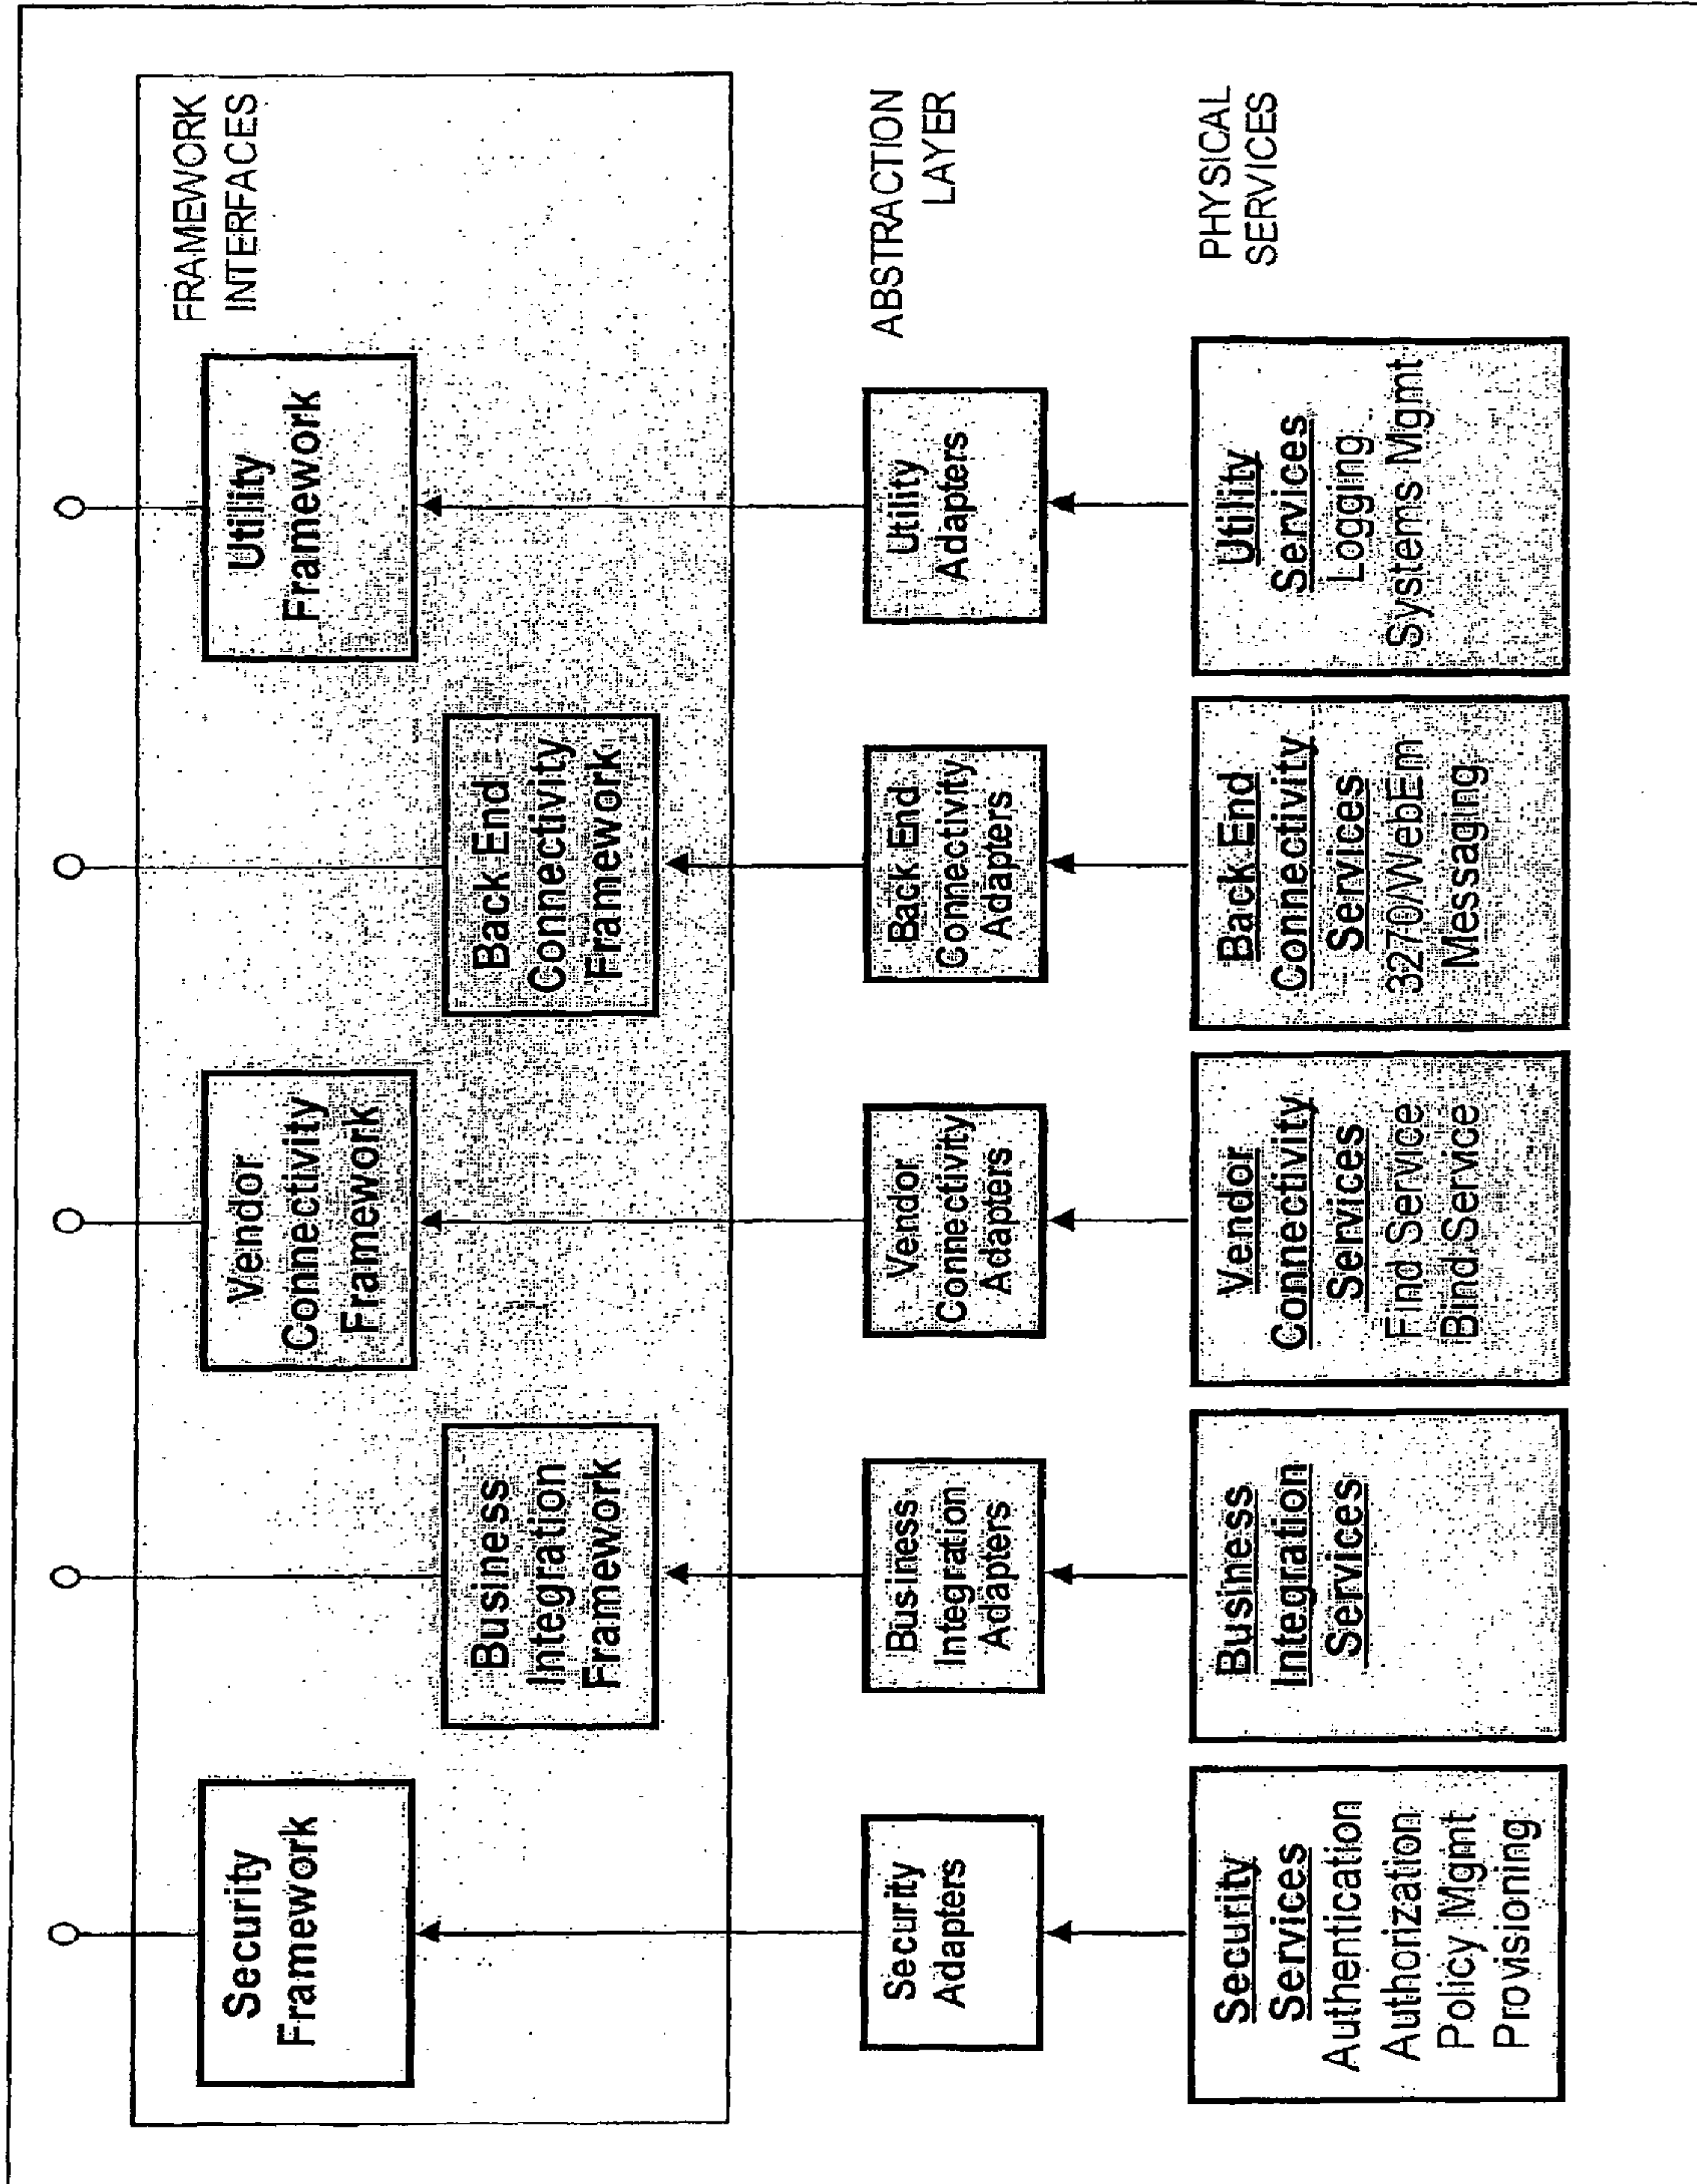 Security
Framework
Business
Integration
Framework
Vendor
Connectivity
Framework
Back End
Connectivity
Framework
Utility
Framework
FRAMEWORK
INTERFACES
Security
Adapters
Business
Integration
Adapters
Vendor
Connectivity
Adapters
Back End
Connectivity
Adapters
Utility
Adapters
ABSTRACTION
LAYER
Security
Services
Authentication
Authorization
Policy Mgmt
Provisioning
Business
Integration
Services
Vendor
Connectivity
Services
Find Service
Bind Service
Back End
Connectivity
Services
3270/WebEm
Messaging
Utility
Services
Logging
Systems Mgmt
PHYSICAL
SERVICES